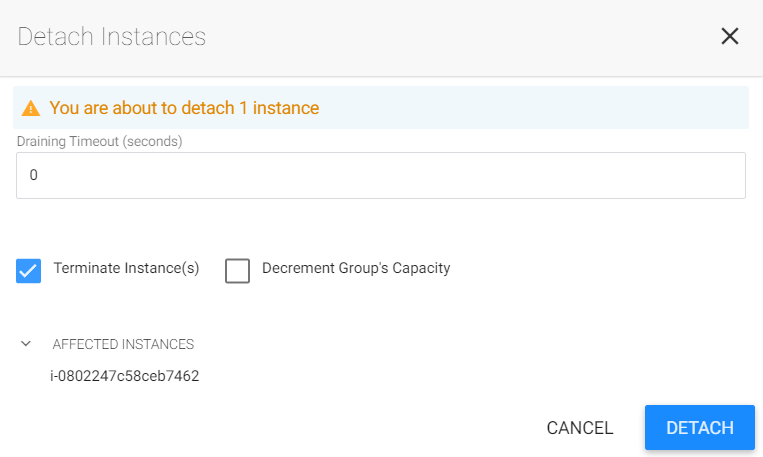 Detach Instances
You are about to detach 1 instance
Draining Timeout (seconds)
0
Terminate Instance(s) Decrement Group's Capacity
AFFECTED INSTANCES
i-0802247c58ceb7462
CANCEL DETACH